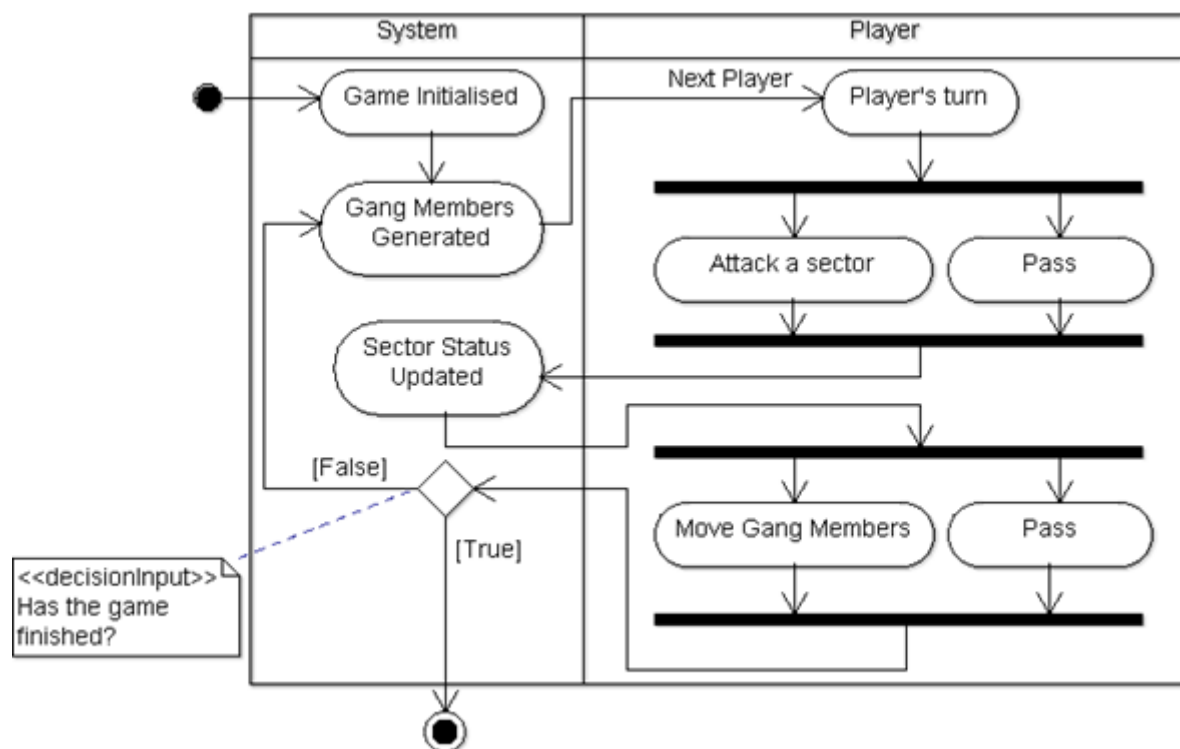 System
Player
Game Initialised
Next Player
Player's turn
Gang Members
Generated
Attack a sector
Pass
Sector Status
Updated
[False]
Move Gang Members
Pass
[True]
<<decisionInput>>
Has the game
finished?